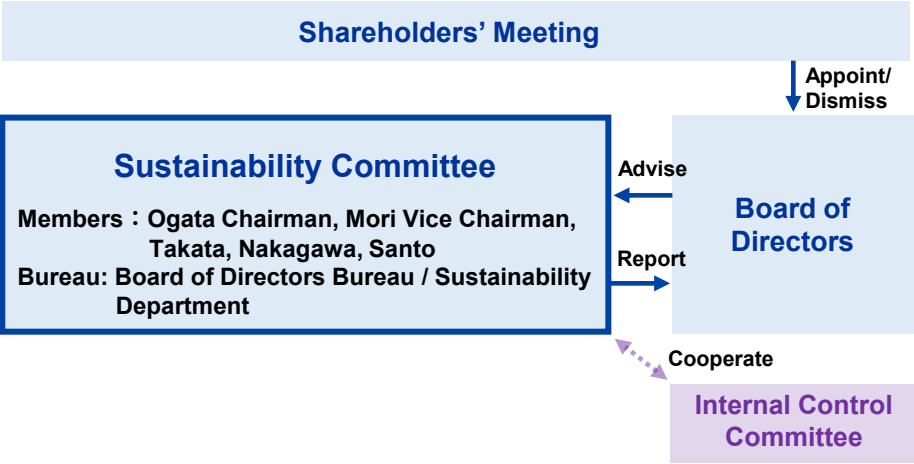 Shareholders' Meeting
Appoint/
Dismiss
Sustainability Committee
Members：Ogata Chairman, Mori Vice Chairman,
Takata, Nakagawa, Santo
Bureau: Board of Directors Bureau / Sustainability
Department
Advise
Report
Board of
Directors
Cooperate
Internal Control
Committee